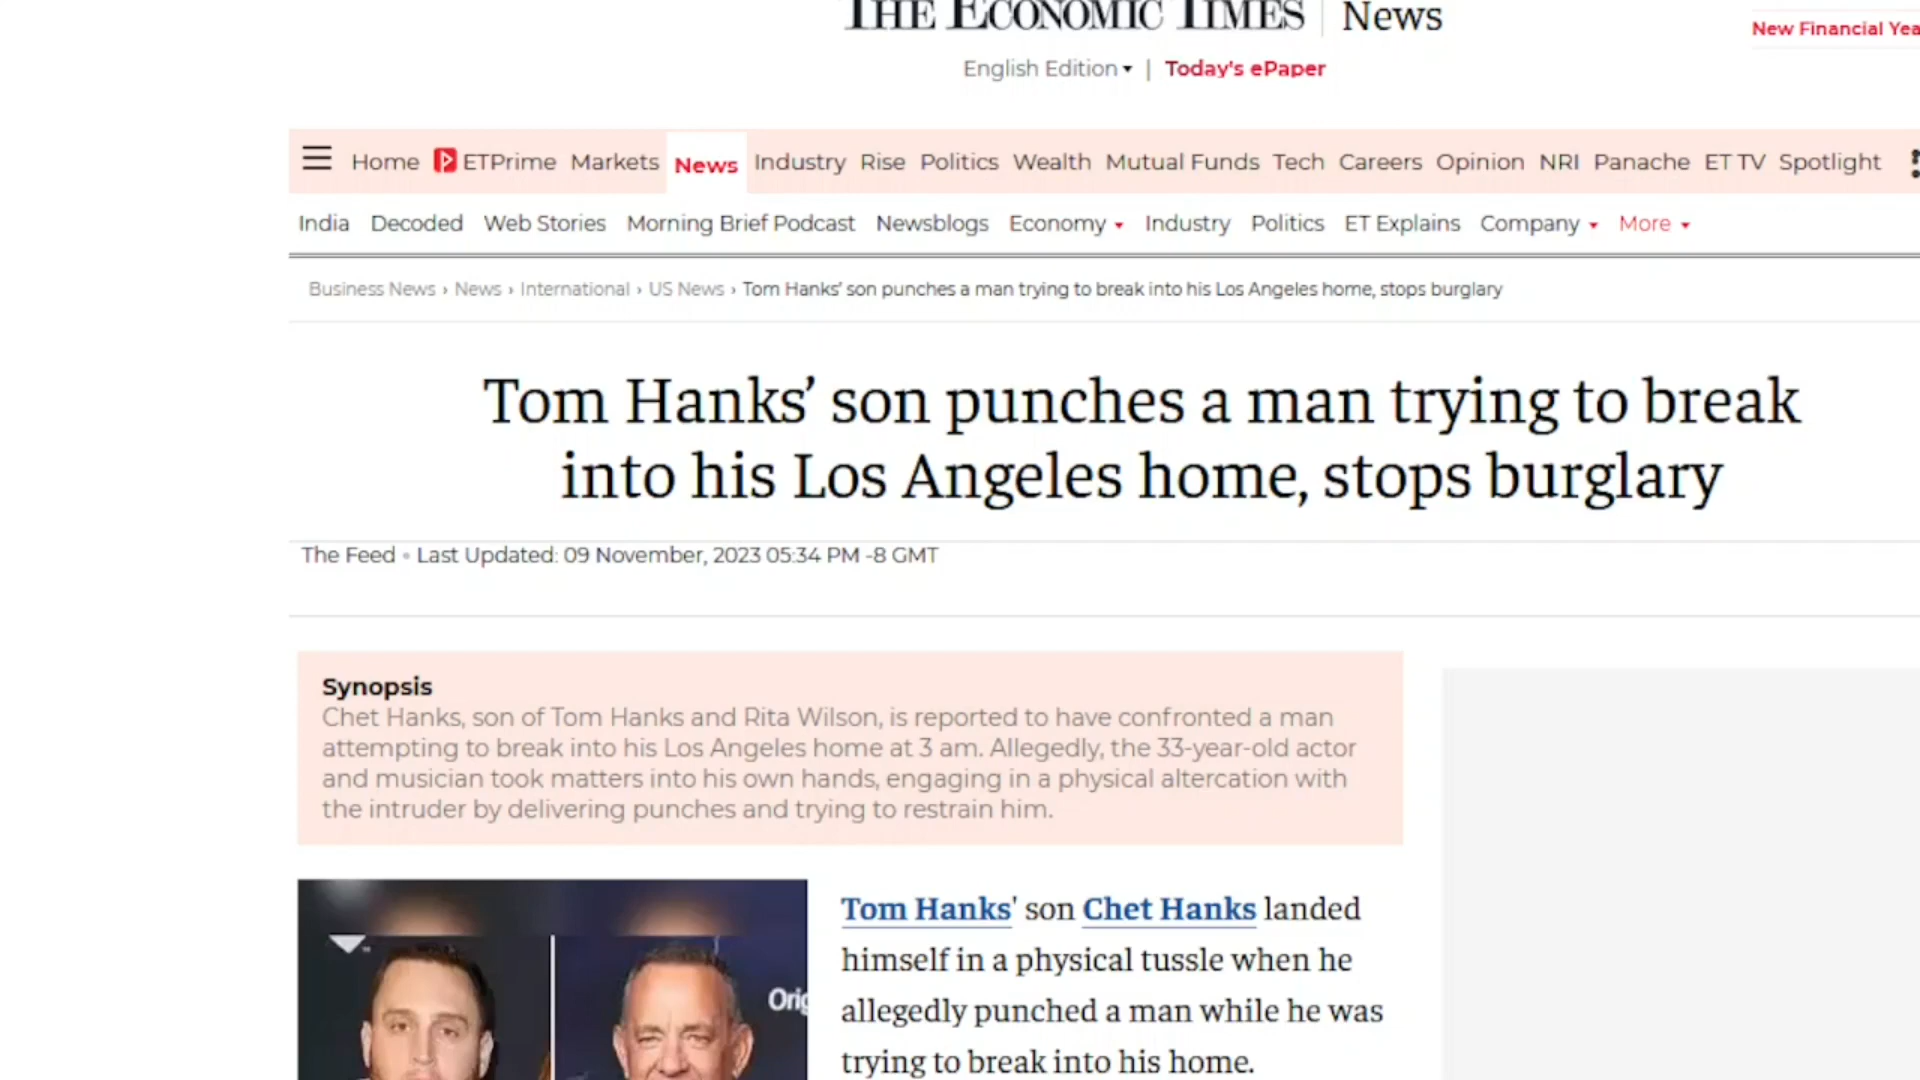 THE ECONOMIC TIMES | News
New Financial Yea
English Edition | Today's ePaper
Home ETPrime Markets News Industry Rise Politics Wealth Mutual Funds Tech Careers Opinion NRI Panache ET TV Spotlight
India Decoded Web Stories Morning Brief Podcast Newsblogs Economy Industry Politics ET Explains Company More
Business News › News › International › US News › Tom Hanks' son punches a man trying to break into his Los Angeles home, stops burglary
Tom Hanks’ son punches a man trying to break
into his Los Angeles home, stops burglary
The Feed • Last Updated: 09 November, 2023 05:34 PM -8 GMT
Synopsis
Chet Hanks, son of Tom Hanks and Rita Wilson, is reported to have confronted a man
attempting to break into his Los Angeles home at 3 am. Allegedly, the 33-year-old actor
and musician took matters into his own hands, engaging in a physical altercation with
the intruder by delivering punches and trying to restrain him.
Tom Hanks' son Chet Hanks landed
himself in a physical tussle when he
allegedly punched a man while he was
trying to break into his home.
Orig